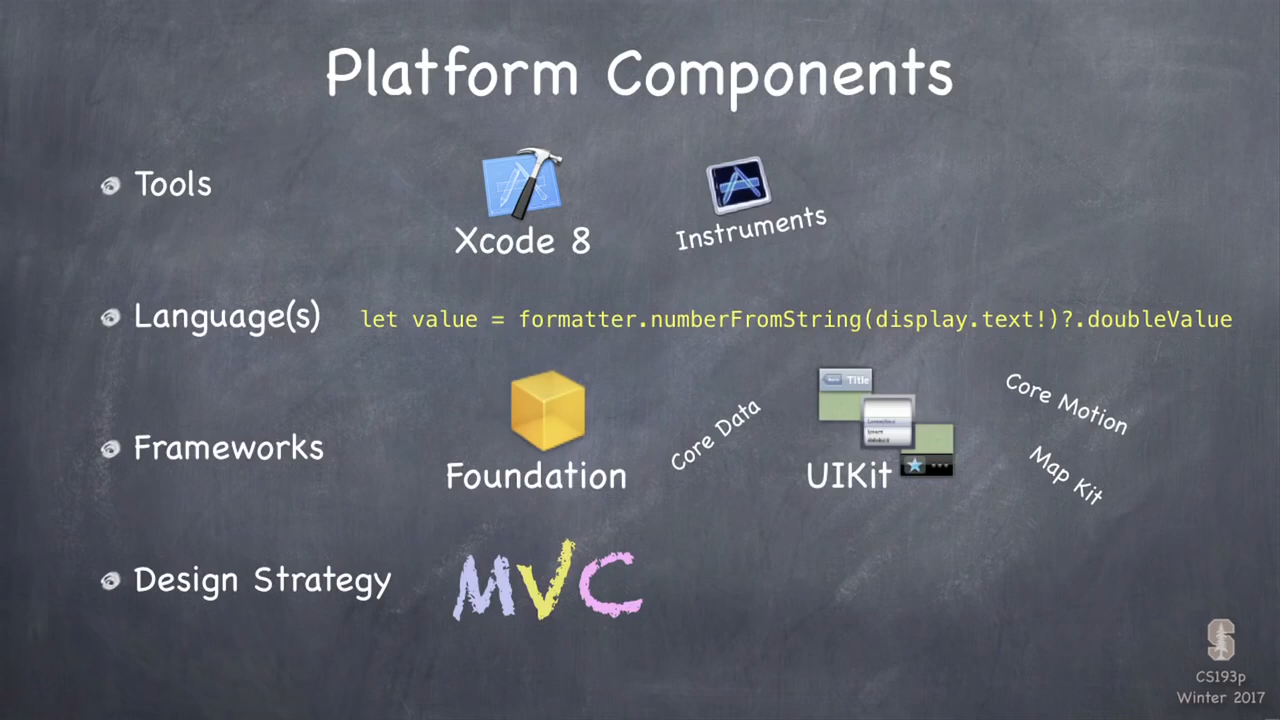 Platform Components
Tools
Xcode 8
Instruments
Language(s)
let value = formatter.numberFromString(display.text!)?.doubleValue
Frameworks
Foundation
Core Data
Title
UIKit
Core Motion
Map Kit
Design Strategy
MVC
S
CS193p
Winter 2017